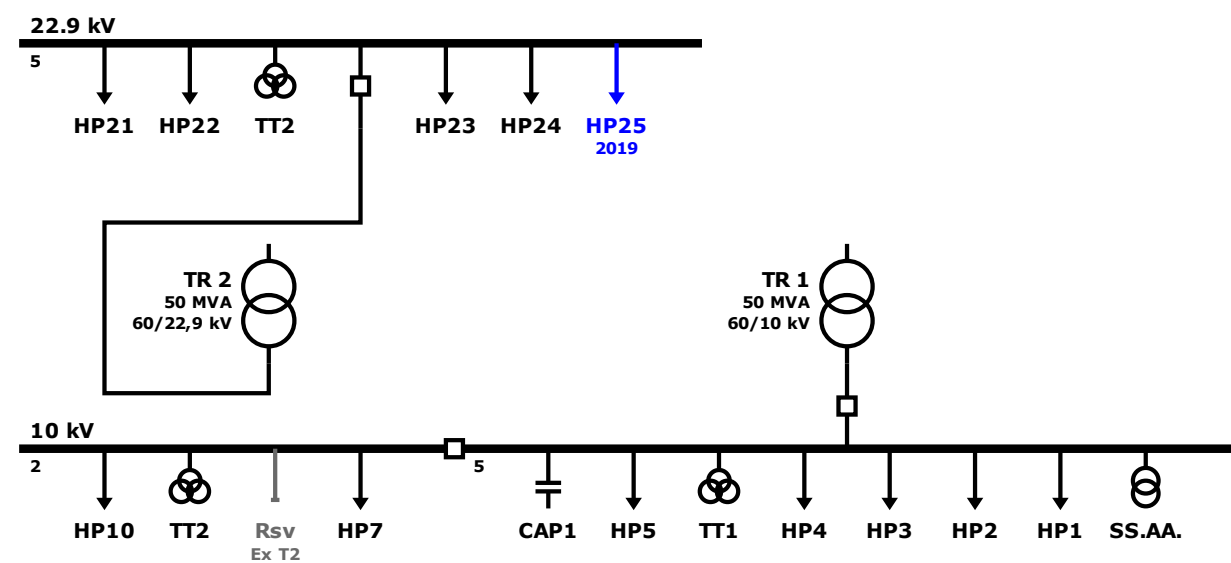 22.9 kV
5
HP21
HP22
TT2
HP23
HP24
HP25
2019
TR 2
50 MVA
60/22,9 kV
TR 1
50 MVA
60/10 kV
10 kV
2
5
HP10
TT2
Rsv
Ex T2
HP7
CAP1
HP5
TT1
HP4
HP3
HP2
HP1
SS.AA.